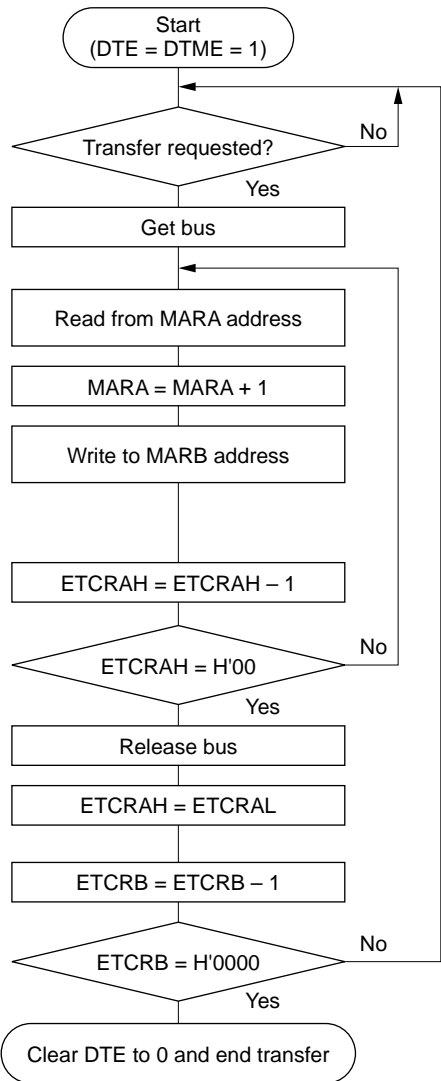 Start
(DTE = DTME = 1)
Transfer requested?
No
Yes
Get bus
Read from MARA address
MARA = MARA + 1
Write to MARB address
ETCRAH = ETCRAH – 1
ETCRAH = H'00
No
Yes
Release bus
ETCRAH = ETCRAL
ETCRB = ETCRB – 1
ETCRB = H'0000
No
Yes
Clear DTE to 0 and end transfer